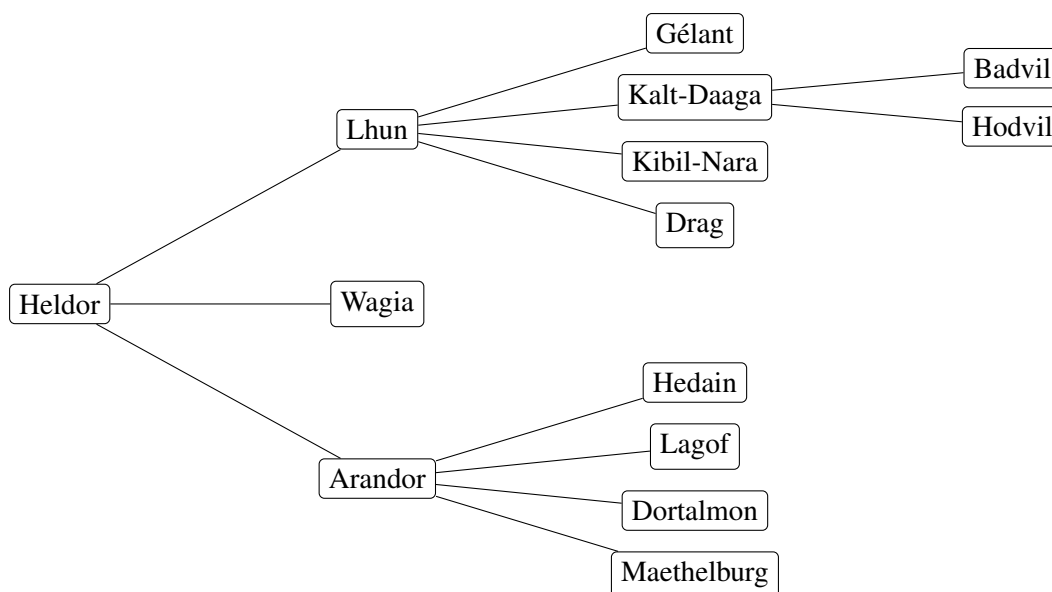 Gélant
Badvil
Kalt-Daaga
Hodvil
Lhun
Kibil-Nara
Drag
Heldor
Wagia
Hedain
Lagof
Arandor
Dortalmon
Maethelburg